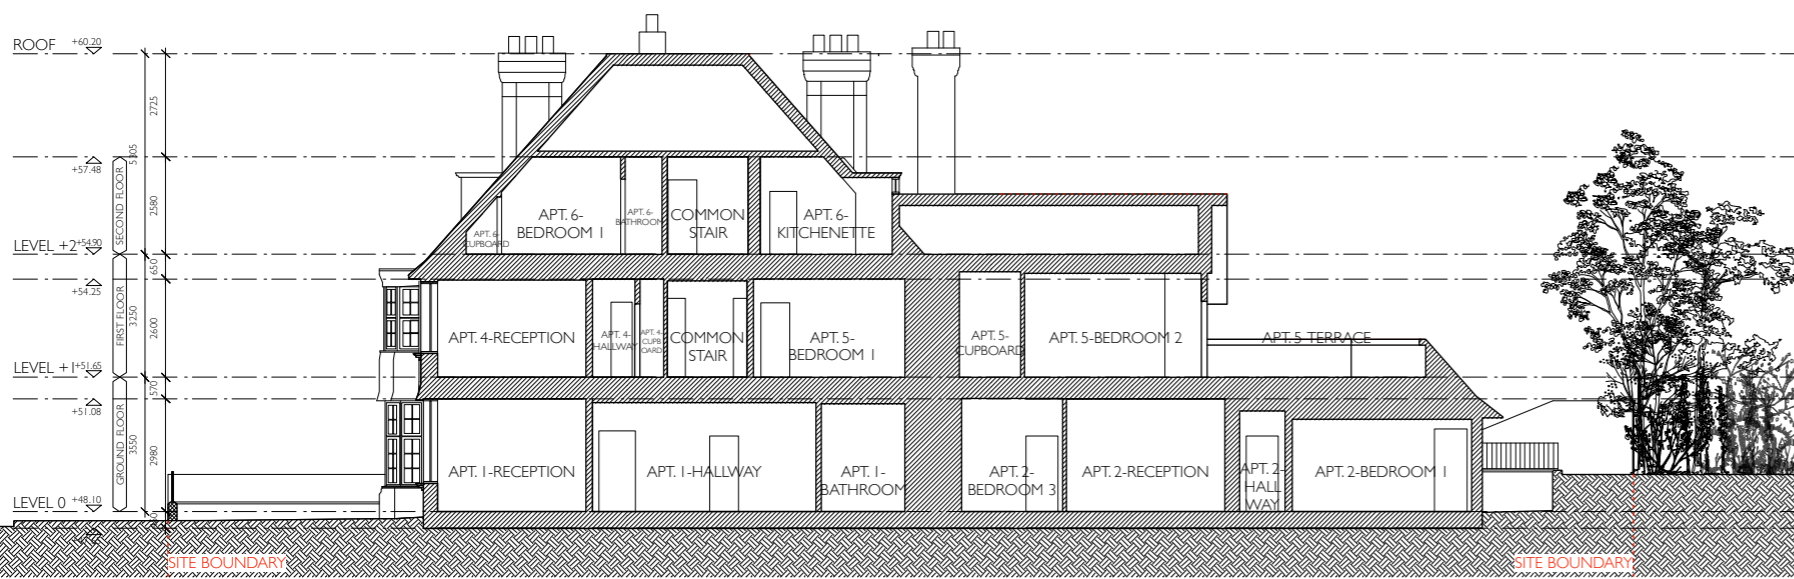 ROOF +60.20
2725
5305
+57.48
SECOND FLOOR
2580
LEVEL +2 +54.90
650
+54.25
FIRST FLOOR
3250
2600
LEVEL +1 +51.65
570
+51.08
GROUND FLOOR
3550
2980
LEVEL 0 +48.10
APT. 6-
CUPBOARD
APT. 6-
BEDROOM 1
APT. 6-
BATHROOM
COMMON
STAIR
APT. 6-
KITCHENETTE
APT. 4-RECEPTION
APT. 4-
HALLWAY
APT. 4-
CUPB
OARD
COMMON
STAIR
APT. 5-
BEDROOM 1
APT. 5-
CUPBOARD
APT. 5-BEDROOM 2
APT. 5-TERRACE
APT. 1-RECEPTION
APT. 1-HALLWAY
APT. 1-
BATHROOM
APT. 2-
BEDROOM 3
APT. 2-RECEPTION
APT. 2-
HALL
WAY
APT. 2-BEDROOM 1
SITE BOUNDARY
SITE BOUNDARY